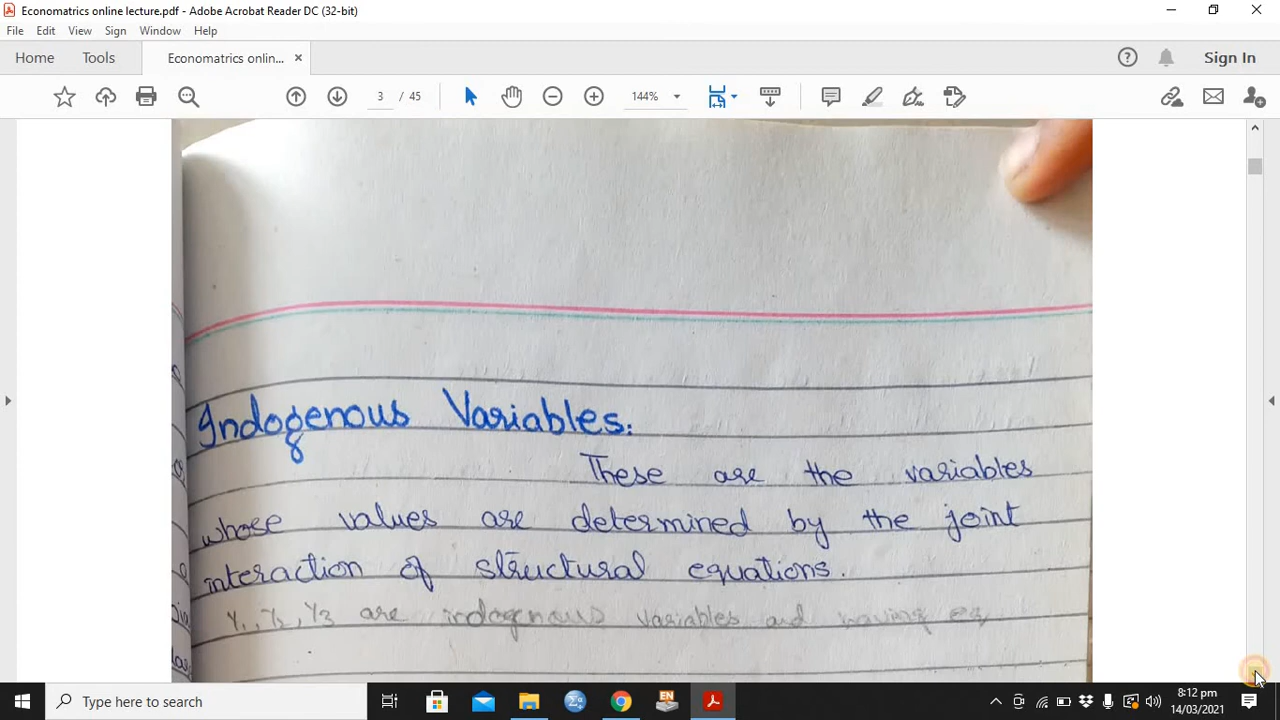 Economatrics online lecture.pdf - Adobe Acrobat Reader DC (32-bit)
File Edit View Sign Window Help
Home Tools Economatrics onlin... × Sign In
3 / 45 144%
Indogenous Variables:
These are the variables
whose values are determined by the joint
interaction of structural equations.
Y1, Y2, Y3 are indogenous variables and having eq
Type here to search
EN
8:12 pm
14/03/2021